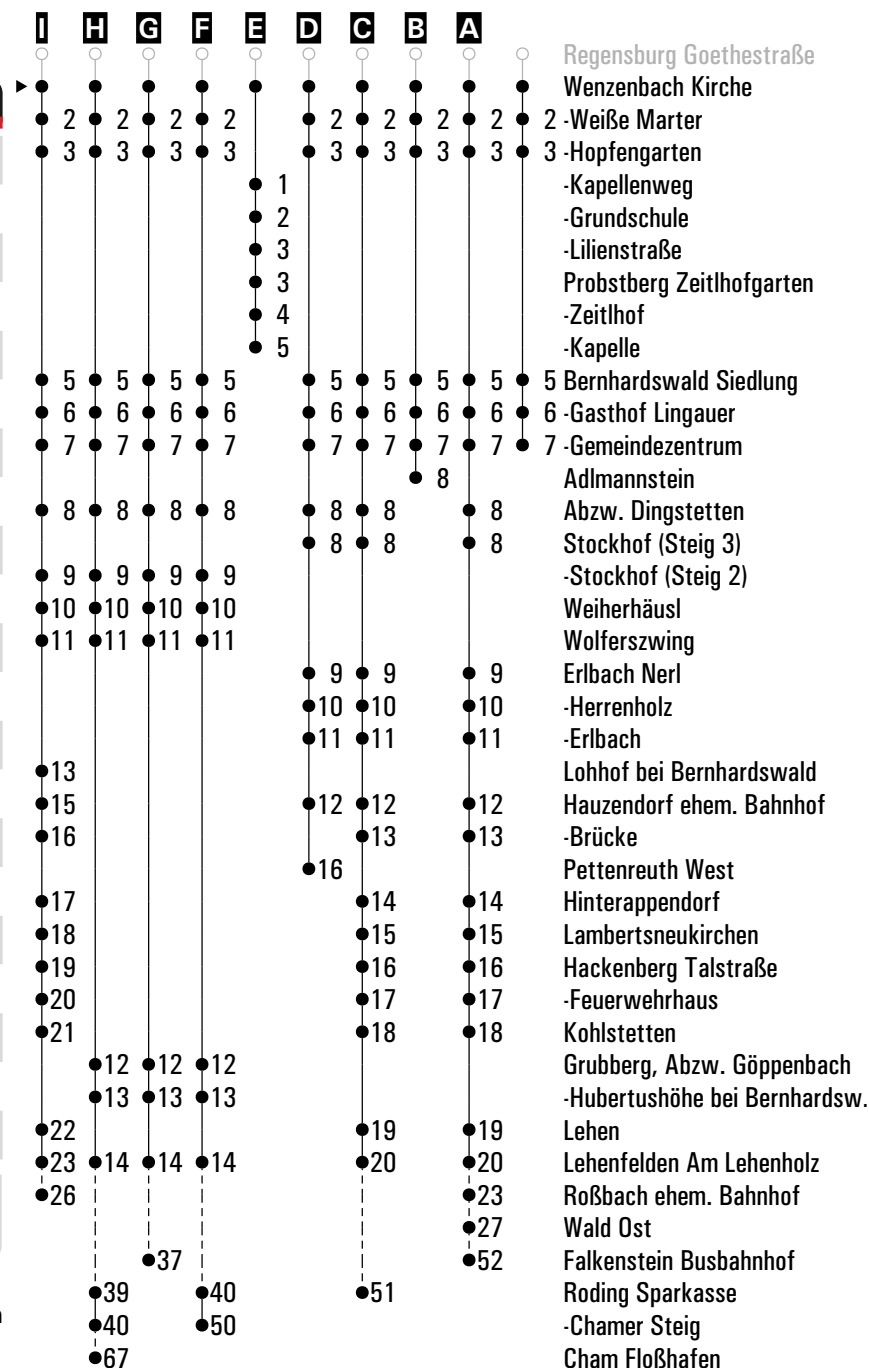 I H G F E D C B A
Regensburg Goethestraße
Wenzenbach Kirche
2 2 2 2 2 2 2 2 2 -Weiße Marter
3 3 3 3 3 3 3 3 3 -Hopfengarten
1 -Kapellenweg
2 -Grundschule
3 -Lilienstraße
3 Probstberg Zeitlhofgarten
4 -Zeitlhof
5 -Kapelle
5 5 5 5 5 5 5 5 5 Bernhardswald Siedlung
6 6 6 6 6 6 6 6 6 -Gasthof Lingauer
7 7 7 7 7 7 7 7 7 -Gemeindezentrum
8 Adlmannstein
8 8 8 8 8 8 8 Abzw. Dingstetten
8 8 8 Stockhof (Steig 3)
9 9 9 9 -Stockhof (Steig 2)
10 10 10 10 Weiherhäusl
11 11 11 11 Wolferszwing
9 9 9 Erlbach Nerl
10 10 10 -Herrenholz
11 11 11 -Erlbach
13 Lohhof bei Bernhardswald
15 12 12 12 Hauzendorf ehem. Bahnhof
16 13 13 -Brücke
16 Pettenreuth West
17 14 14 Hinterappendorf
18 15 15 Lambertsneukirchen
19 16 16 Hackenberg Talstraße
20 17 17 -Feuerwehrhaus
21 18 18 Kohlstetten
12 12 12 Grubberg, Abzw. Göppenbach
13 13 13 -Hubertushöhe bei Bernhardsw.
22 19 19 Lehen
23 14 14 14 20 20 Lehenfelden Am Lehenholz
26 23 Roßbach ehem. Bahnhof
27 Wald Ost
37 52 Falkenstein Busbahnhof
39 40 51 Roding Sparkasse
40 50 -Chamer Steig
67 Cham Floßhafen